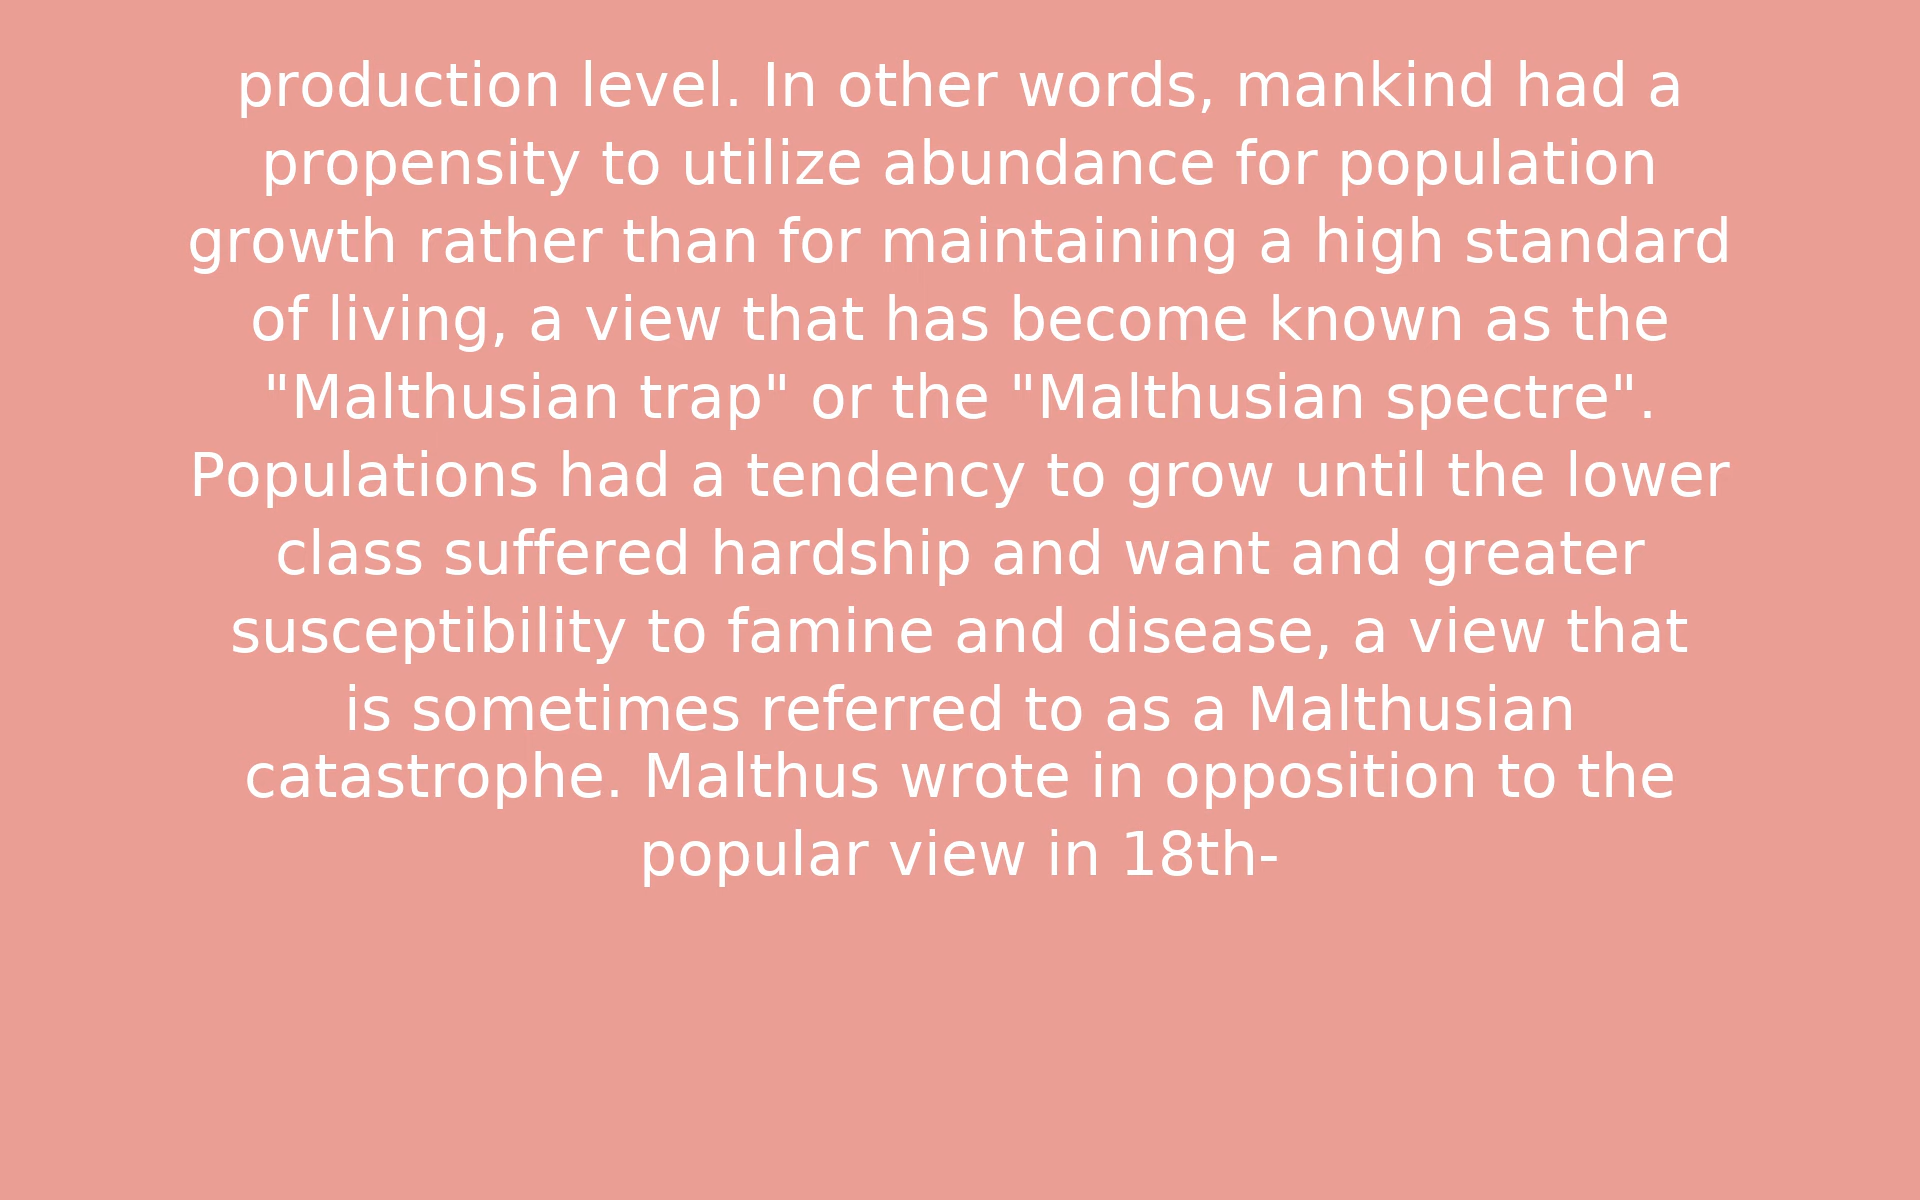 production level. In other words, mankind had a
propensity to utilize abundance for population
growth rather than for maintaining a high standard
of living, a view that has become known as the
"Malthusian trap" or the "Malthusian spectre".
Populations had a tendency to grow until the lower
class suffered hardship and want and greater
susceptibility to famine and disease, a view that
is sometimes referred to as a Malthusian
catastrophe. Malthus wrote in opposition to the
popular view in 18th-